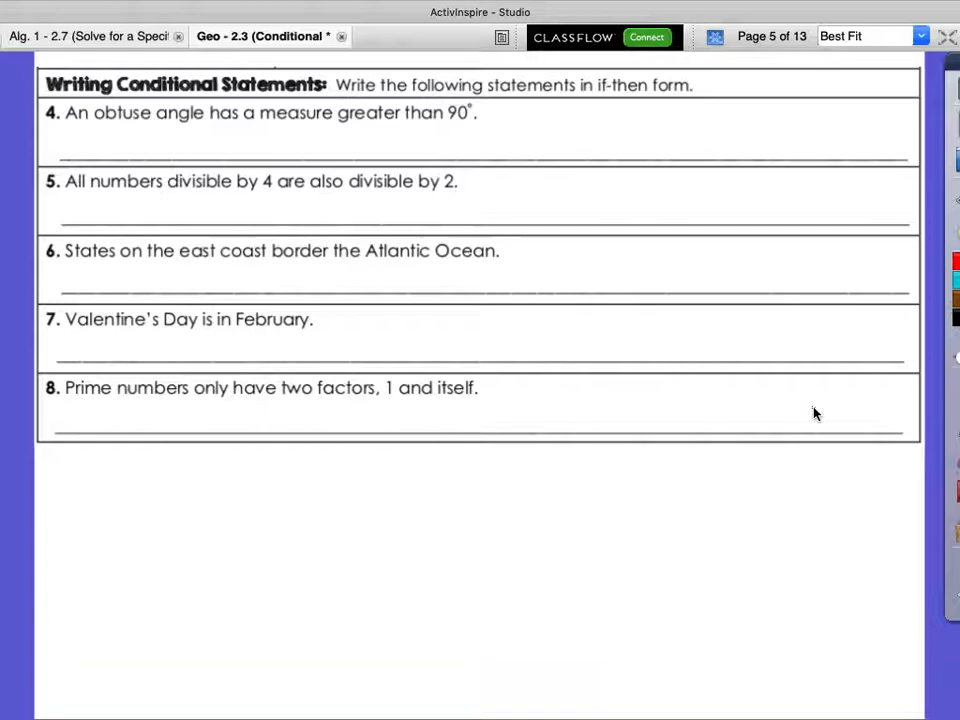 ActivInspire - Studio
Alg. 1 - 2.7 (Solve for a Specif
Geo - 2.3 (Conditional *
CLASSFLOW Connect
Page 5 of 13
Best Fit
Writing Conditional Statements: Write the following statements in if-then form.
4. An obtuse angle has a measure greater than 90°.
5. All numbers divisible by 4 are also divisible by 2.
6. States on the east coast border the Atlantic Ocean.
7. Valentine's Day is in February.
8. Prime numbers only have two factors, 1 and itself.